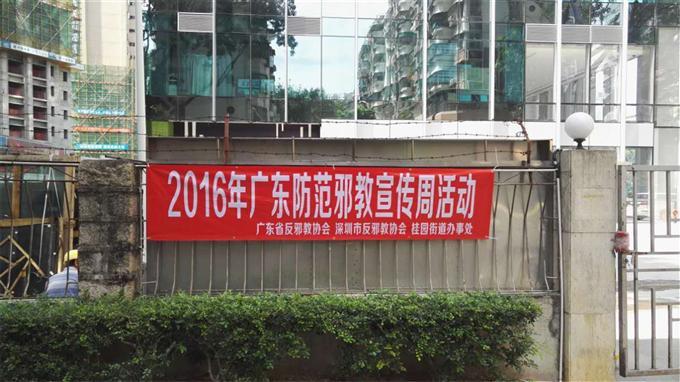 2016年广东防范邪教宣传周活动
广东省反邪教协会 深圳市反邪教协会 桂园街道办事处